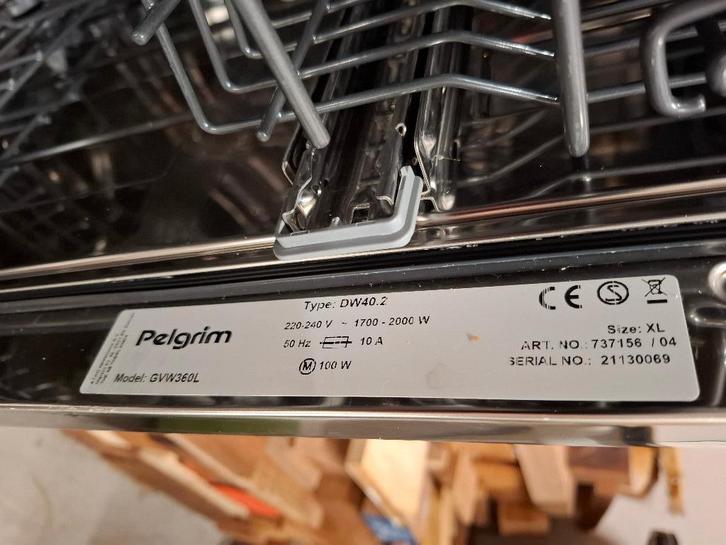 Pelgrim
Model: GVW360L
Type: DW40.2
220-240 V ~ 1700-2000 W
50 Hz 10 A
M 100 W
CE S
Size: XL
ART. NO.: 737156 / 04
SERIAL NO.: 21130069